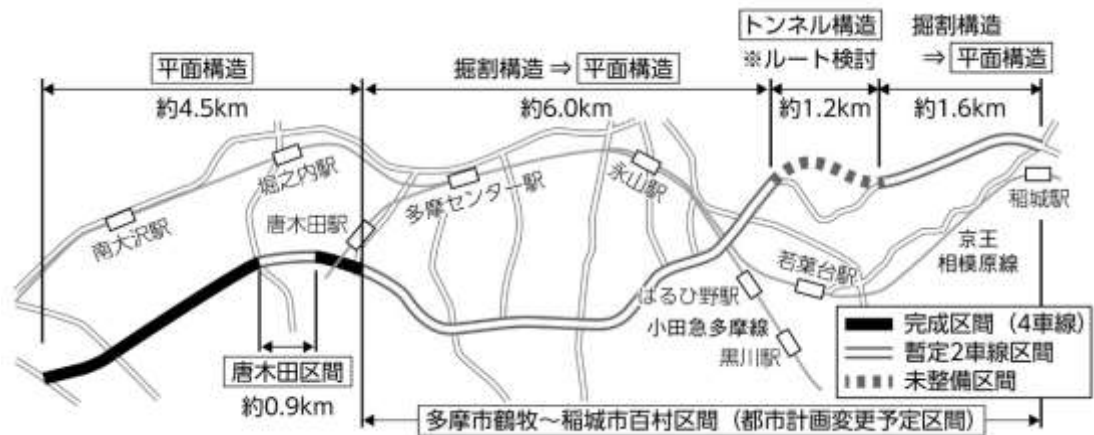 トンネル構造
掘割構造
平面構造
掘割構造 ⇒ 平面構造
※ルート検討
⇒ 平面構造
約4.5km
約6.0km
約1.2km
約1.6km
堀之内駅
永山駅
多摩センター駅
稲城駅
唐木田駅
南大沢駅
京王
相模原線
若葉台駅
はるひ野駅
小田急多摩線
黒川駅
完成区間（4車線）
暫定2車線区間
未整備区間
唐木田区間
約0.9km
多摩市鶴牧～稲城市百村区間（都市計画変更予定区間）